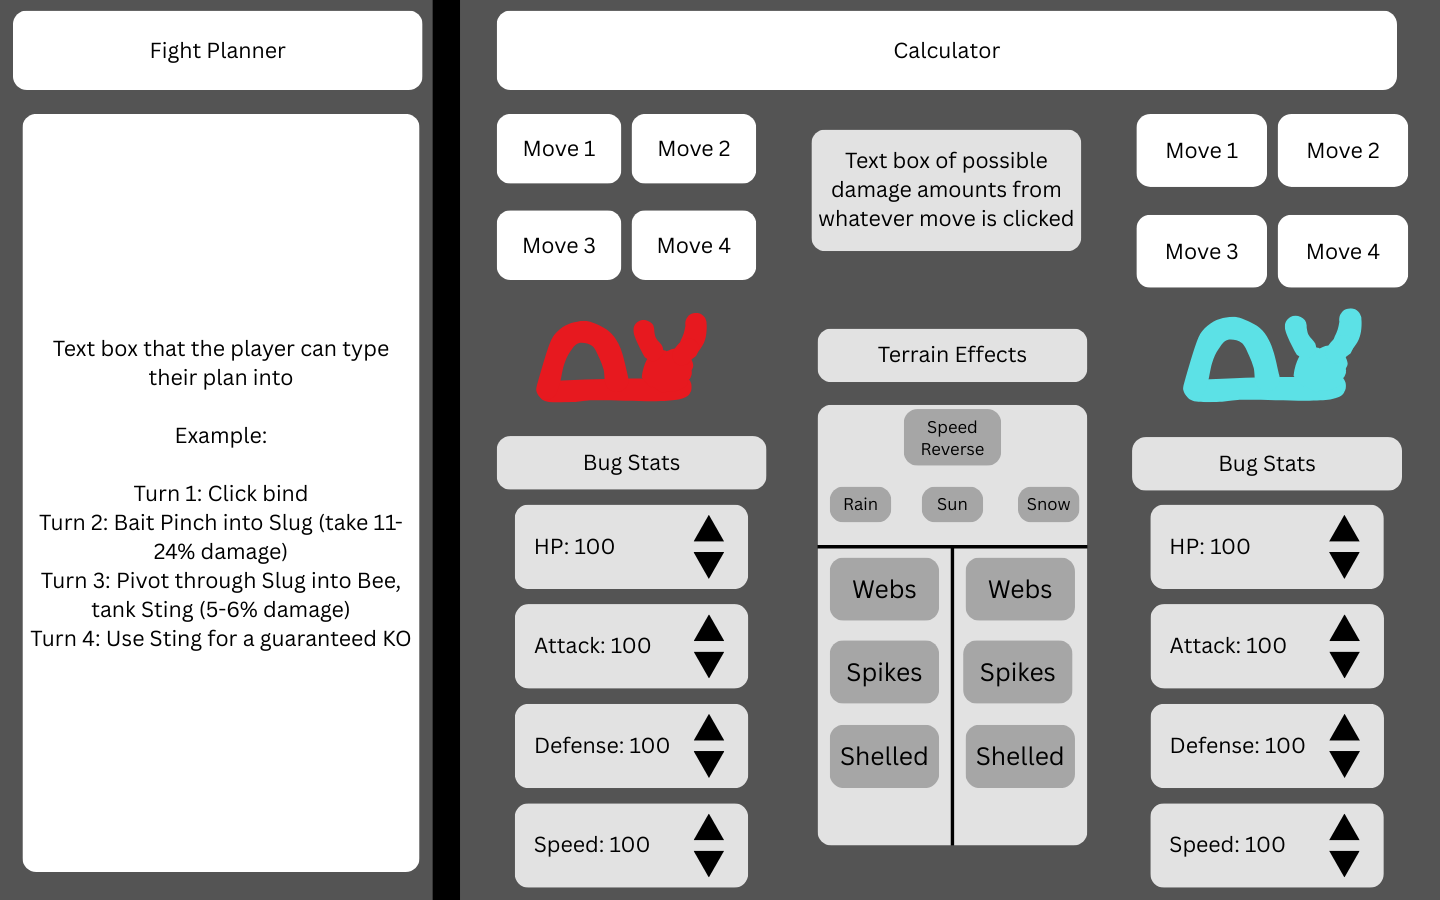 Fight Planner
Text box that the player can type
their plan into
Example:
Turn 1: Click bind
Turn 2: Bait Pinch into Slug (take 11-
24% damage)
Turn 3: Pivot through Slug into Bee,
tank Sting (5-6% damage)
Turn 4: Use Sting for a guaranteed KO
Calculator
Move 1
Move 2
Move 3
Move 4
Bug Stats
HP: 100
Attack: 100
Defense: 100
Speed: 100
Text box of possible
damage amounts from
whatever move is clicked
Terrain Effects
Speed
Reverse
Rain
Sun
Snow
Webs
Webs
Spikes
Spikes
Shelled
Shelled
Move 1
Move 2
Move 3
Move 4
Bug Stats
HP: 100
Attack: 100
Defense: 100
Speed: 100